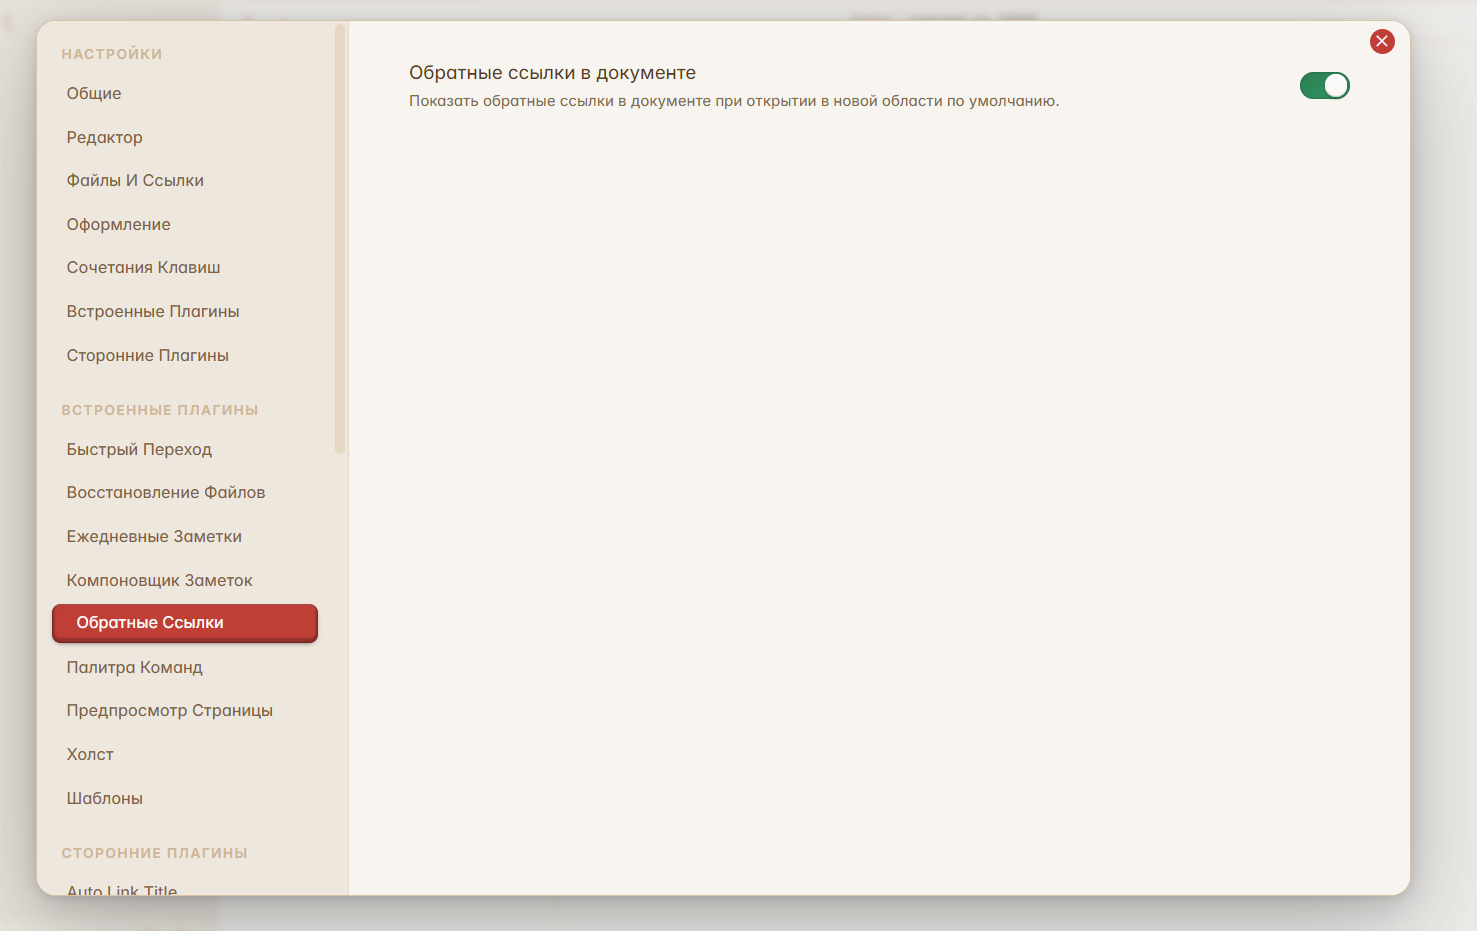 НАСТРОЙКИ
Общие
Редактор
Файлы И Ссылки
Оформление
Сочетания Клавиш
Встроенные Плагины
Сторонние Плагины
ВСТРОЕННЫЕ ПЛАГИНЫ
Быстрый Переход
Восстановление Файлов
Ежедневные Заметки
Компоновщик Заметок
Обратные Ссылки
Палитра Команд
Предпросмотр Страницы
Холст
Шаблоны
СТОРОННИЕ ПЛАГИНЫ
Auto Link Title
Обратные ссылки в документе
Показать обратные ссылки в документе при открытии в новой области по умолчанию.